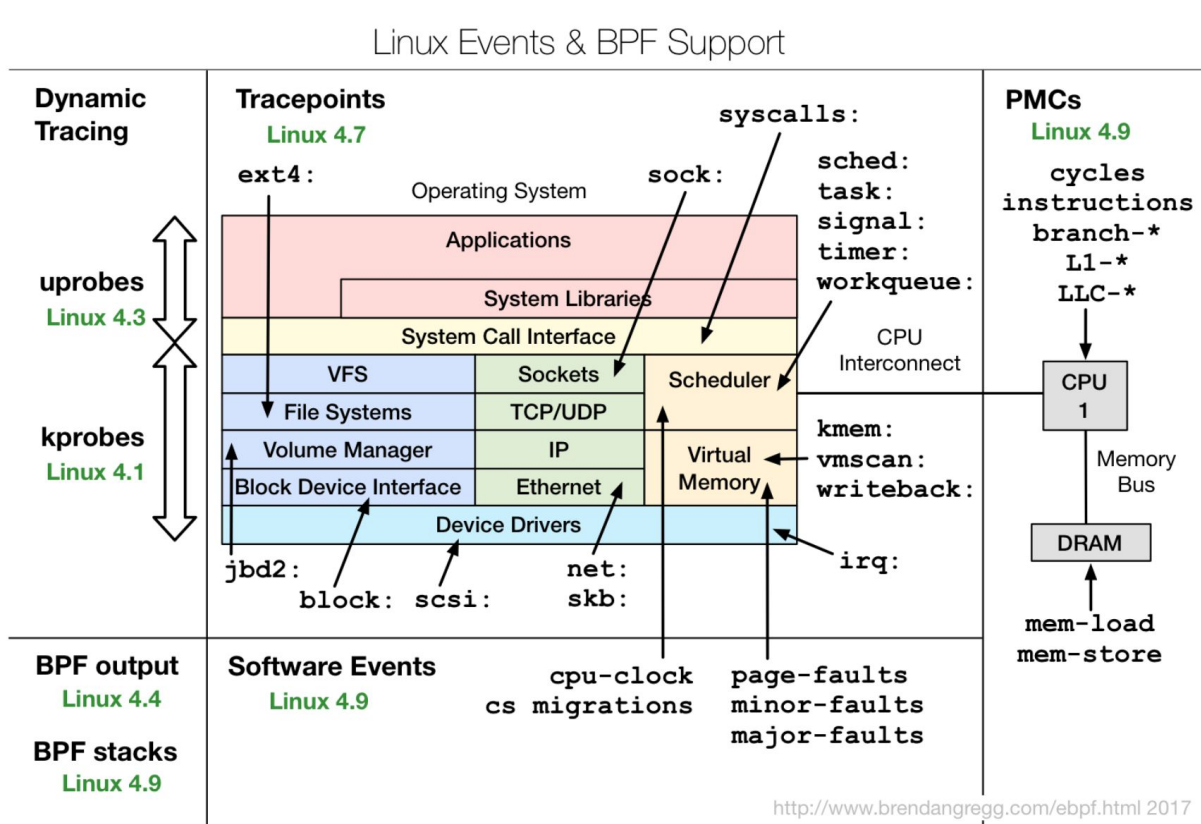 Linux Events & BPF Support
Dynamic
Tracing
uprobes
Linux 4.3
kprobes
Linux 4.1
Tracepoints
Linux 4.7
syscalls:
ext4:
Operating System
sock:
sched:
task:
signal:
timer:
workqueue:
Applications
System Libraries
System Call Interface
VFS
Sockets
Scheduler
File Systems
TCP/UDP
Volume Manager
IP
Virtual
Memory
Block Device Interface
Ethernet
Device Drivers
CPU
Interconnect
kmem:
vmscan:
writeback:
irq:
jbd2:
block:
scsi:
net:
skb:
PMCs
Linux 4.9
cycles
instructions
branch-*
L1-*
LLC-*
CPU
1
Memory
Bus
DRAM
mem-load
mem-store
BPF output
Linux 4.4
BPF stacks
Linux 4.9
Software Events
Linux 4.9
cpu-clock
cs migrations
page-faults
minor-faults
major-faults
http://www.brendangregg.com/ebpf.html 2017